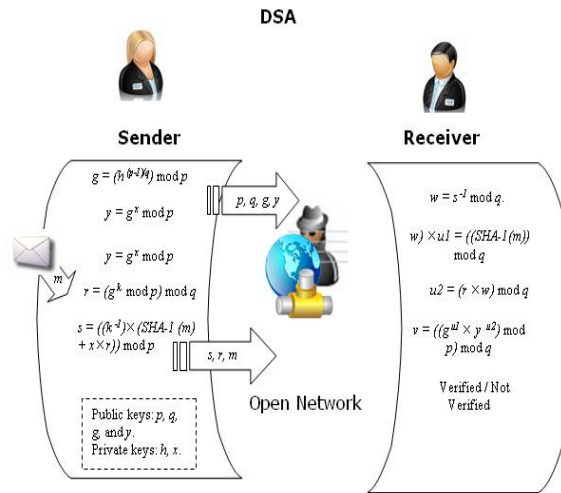 DSA
Sender
Receiver
g = (h^(p-1)/q) mod p
y = g^x mod p
y = g^x mod p
m
r = (g^k mod p) mod q
s = ((k^-1) × (SHA-1 (m)
+ x × r)) mod p
Public keys: p, q,
g, and y.
Private keys: h, x.
p, q, g, y
s, r, m
Open Network
w = s^-1 mod q.
w) × u1 = ((SHA-1(m))
mod q
u2 = (r × w) mod q
v = ((g^u1 × y^u2) mod
p) mod q
Verified / Not
Verified